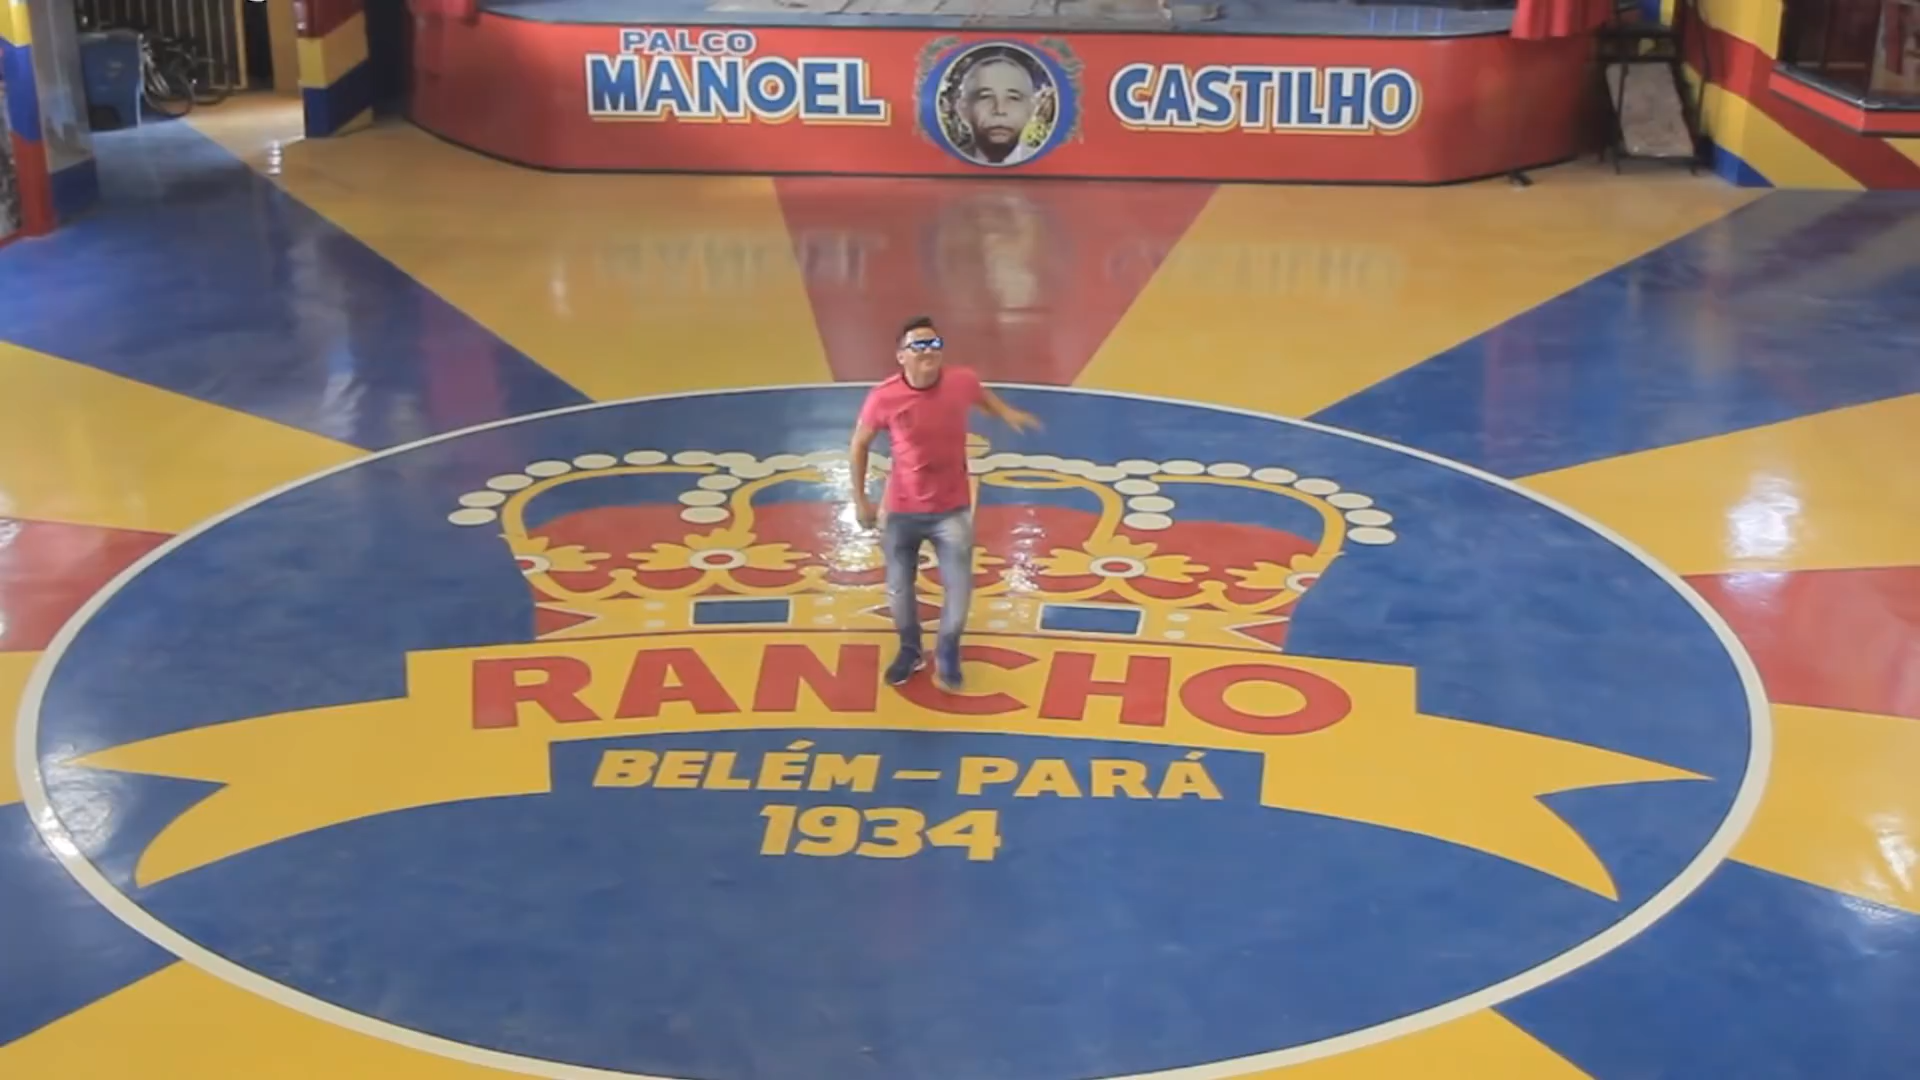 PALCO
MANOEL CASTILHO
RANCHO
BELÉM - PARÁ
1934